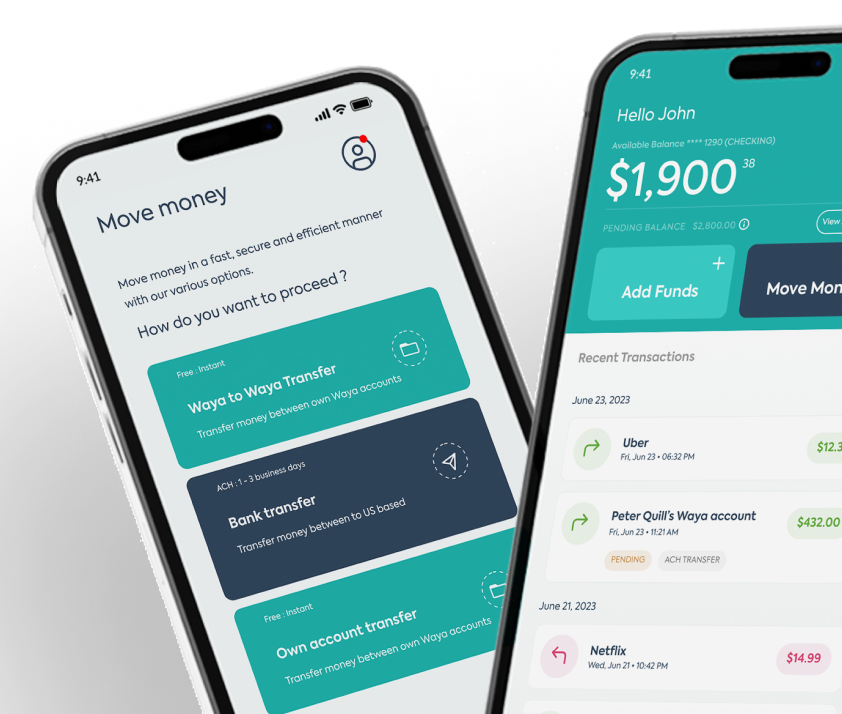 9:41
Move money
Move money in a fast, secure and efficient manner
with our various options.
How do you want to proceed ?
Free : Instant
Waya to Waya Transfer
Transfer money between own Waya accounts
ACH : 1 - 3 business days
Bank transfer
Transfer money between to US based
Free : Instant
Own account transfer
Transfer money between own Waya accounts
9:41
Hello John
Available Balance **** 1290 (CHECKING)
$1,900 38
PENDING BALANCE $2,800.00
View
Add Funds
Move Mon
Recent Transactions
June 23, 2023
Uber
Fri, Jun 23 • 06:32 PM
$12.3
Peter Quill's Waya account
Fri, Jun 23 • 11:21 AM
$432.00
PENDING ACH TRANSFER
June 21, 2023
Netflix
Wed, Jun 21 • 10:42 PM
$14.99